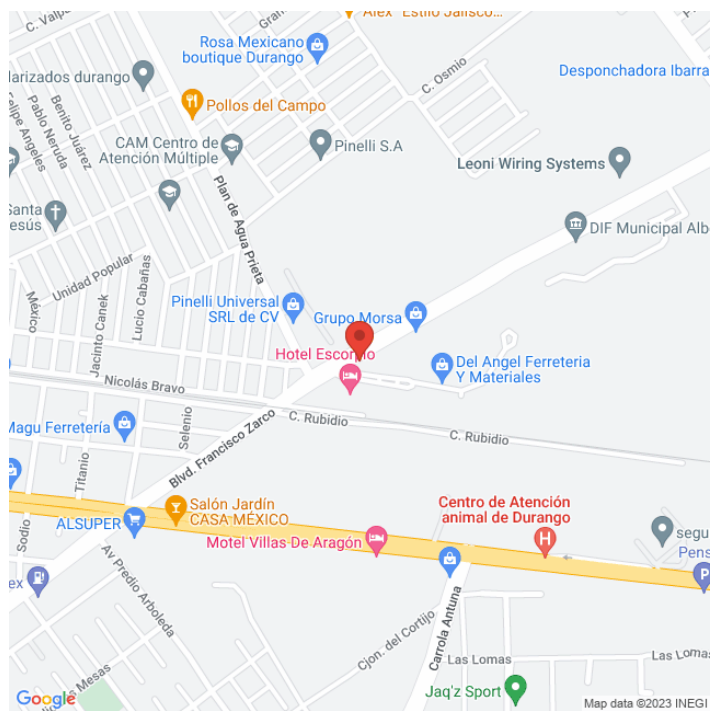 C. Valpa
Alex "Estilo Jalisco...
Rosa Mexicano
boutique Durango
C. Osmio
Desponchadora Ibarra
larizados durango
Pollos del Campo
Felipe Angeles
Pablo Neruda
Benito Juárez
CAM Centro de
Atención Múltiple
Pinelli S.A
Leoni Wiring Systems
Plan de Agua Prieta
Santa
esús
DIF Municipal Alb
Unidad Popular
México
Jacinto Canek
Lucio Cabañas
Pinelli Universal
SRL de CV
Grupo Morsa
Hotel Escor
o
Del Angel Ferreteria
Y Materiales
Nicolás Bravo
C. Rubidio
C. Rubidio
Magu Ferretería
Selenio
Blvd. Francisco Zarco
Titanio
Sodio
Salón Jardín
CASA MÉXICO
ALSUPER
Centro de Atención
animal de Durango
Motel Villas De Aragón
segu
Pens
P
ex
Av Predio Arboleda
Cjon. del Cortijo
Carrola Antuna
Las Lomas
Las Lomas
Mesas
Jaq'z Sport
Google
Map data ©2023 INEGI